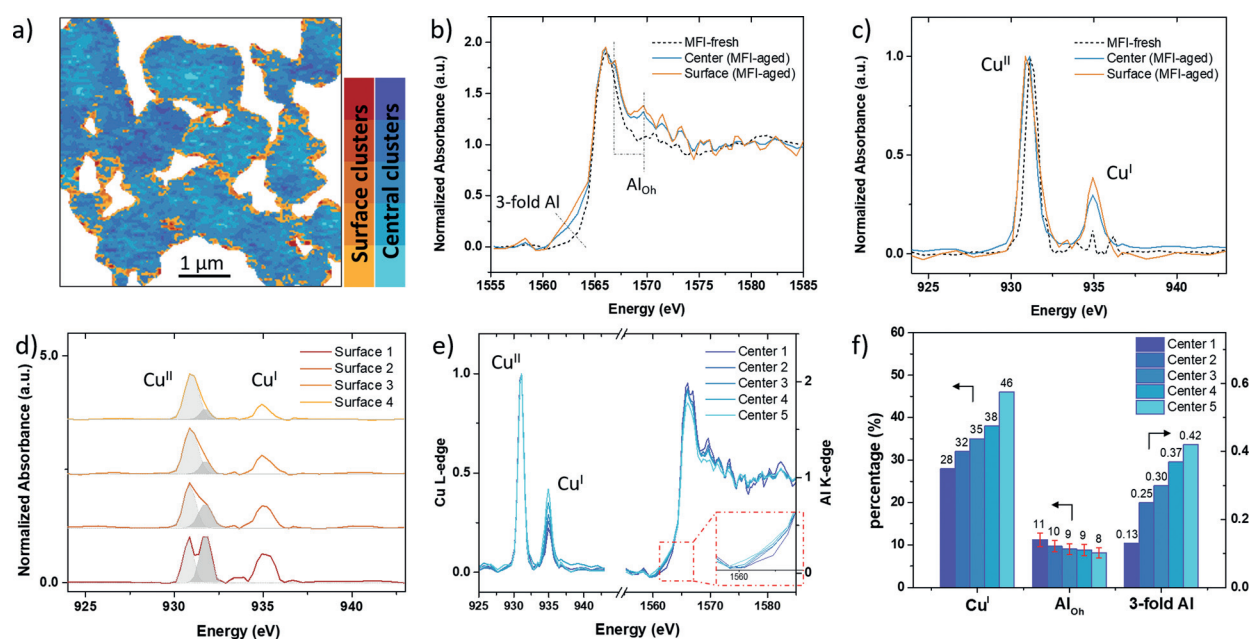 a)
1 μm
Surface clusters
Central clusters
b)
Normalized Absorbance (a.u.)
2.0
1.5
1.0
0.5
0.0
MFI-fresh
Center (MFI-aged)
Surface (MFI-aged)
3-fold Al
AlOh
1555 1560 1565 1570 1575 1580 1585
Energy (eV)
c)
Normalized Absorbance (a.u.)
1.0
0.5
0.0
CuII
MFI-fresh
Center (MFI-aged)
Surface (MFI-aged)
CuI
925 930 935 940
Energy (eV)
d)
Normalized Absorbance (a.u.)
5.0
2.5
0.0
CuII
CuI
Surface 1
Surface 2
Surface 3
Surface 4
925 930 935 940
Energy (eV)
e)
Cu L-edge
1.0
0.5
0.0
CuII
CuI
Center 1
Center 2
Center 3
Center 4
Center 5
2
1
0
Al K-edge
1560
925 930 935 940 1560 1570 1580
Energy (eV)
f)
percentage (%)
60
50
40
30
20
10
0
Center 1
Center 2
Center 3
Center 4
Center 5
0.6
0.4
0.2
0.0
28 32 35 38 46
11 10 9 9 8
0.13 0.25 0.30 0.37 0.42
CuI AlOh 3-fold Al